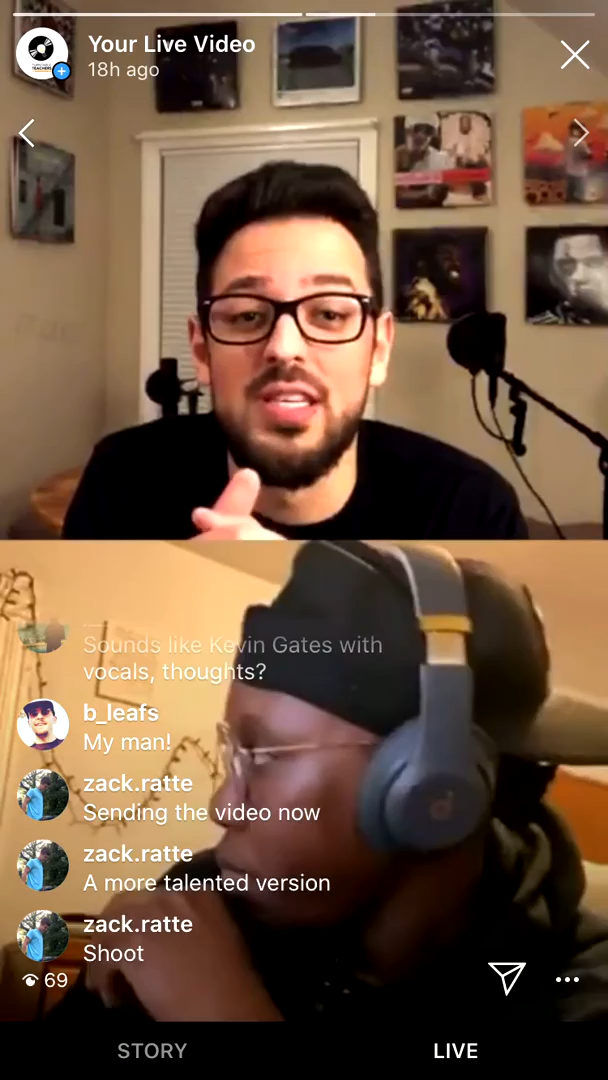 Your Live Video
18h ago
TEACHERS
Sounds like Kevin Gates with
vocals, thoughts?
b_leafs
My man!
zack.ratte
Sending the video now
zack.ratte
A more talented version
zack.ratte
Shoot
69
STORY
LIVE